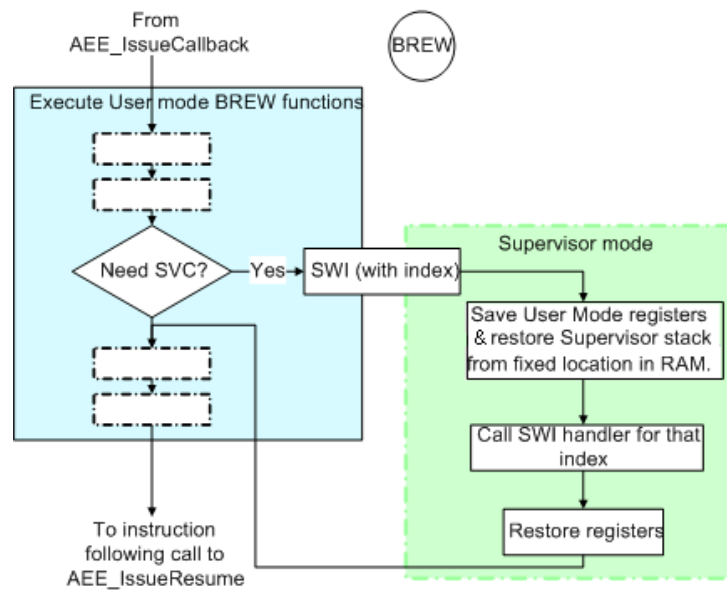 From
AEE_IssueCallback
BREW
Execute User mode BREW functions
Need SVC?
Yes
SWI (with index)
Supervisor mode
Save User Mode registers
& restore Supervisor stack
from fixed location in RAM.
Call SWI handler for that
index
Restore registers
To instruction
following call to
AEE_IssueResume